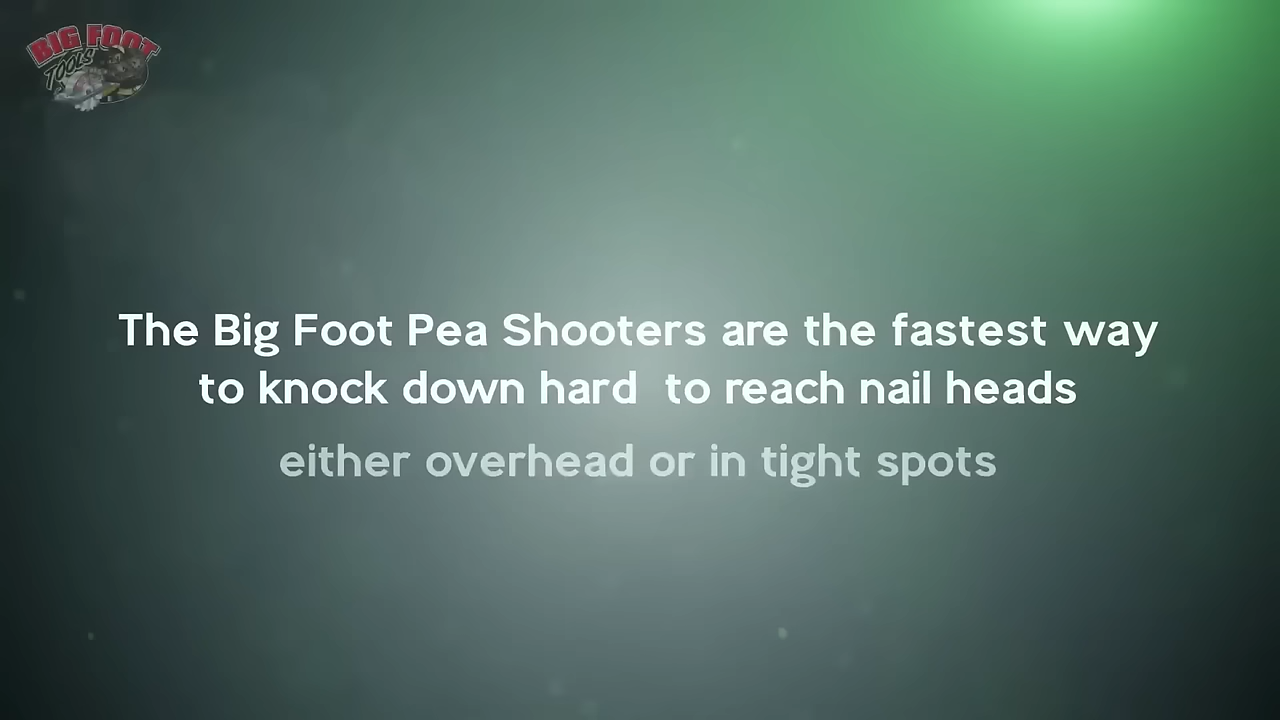 BIG FOOT
TOOLS
The Big Foot Pea Shooters are the fastest way
to knock down hard  to reach nail heads
either overhead or in tight spots